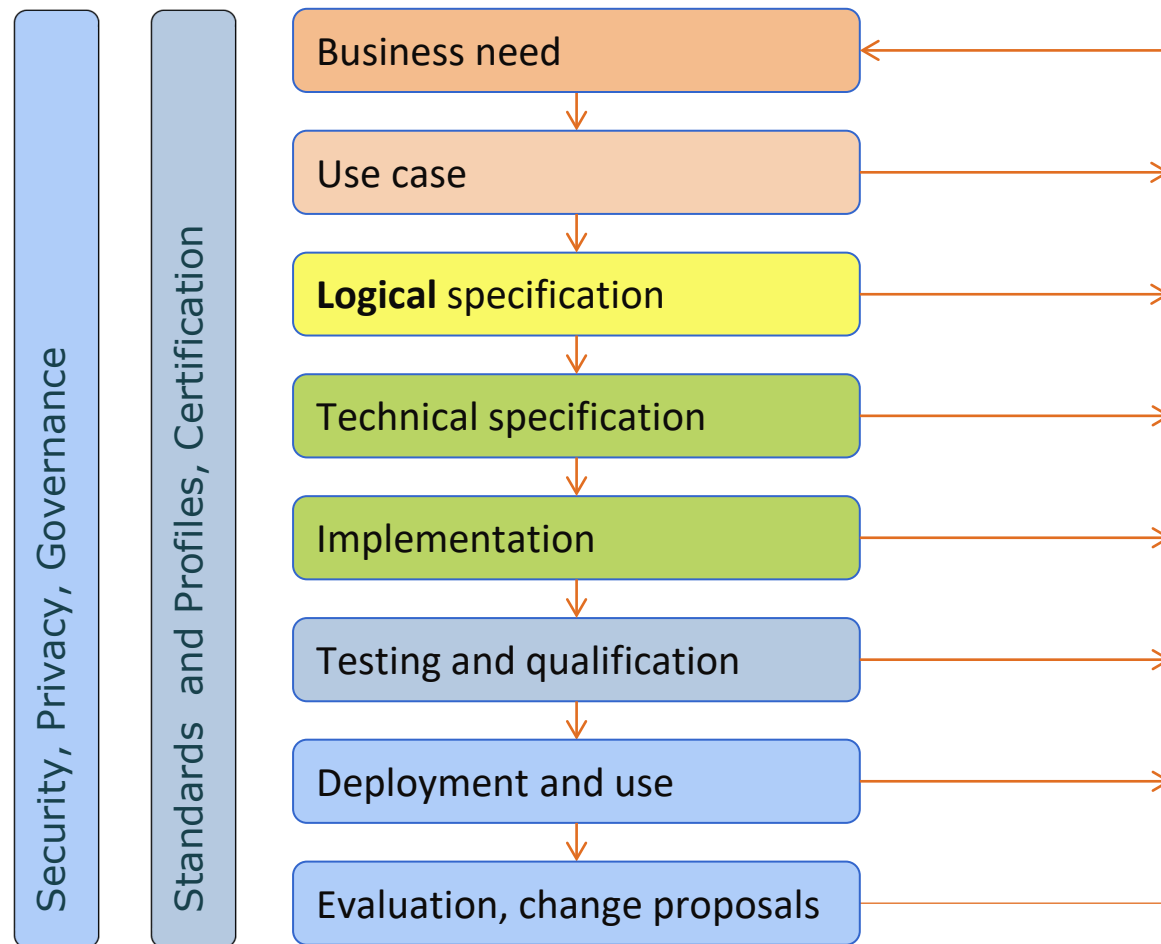 Security, Privacy, Governance
Standards and Profiles, Certification
Business need
Use case
Logical specification
Technical specification
Implementation
Testing and qualification
Deployment and use
Evaluation, change proposals